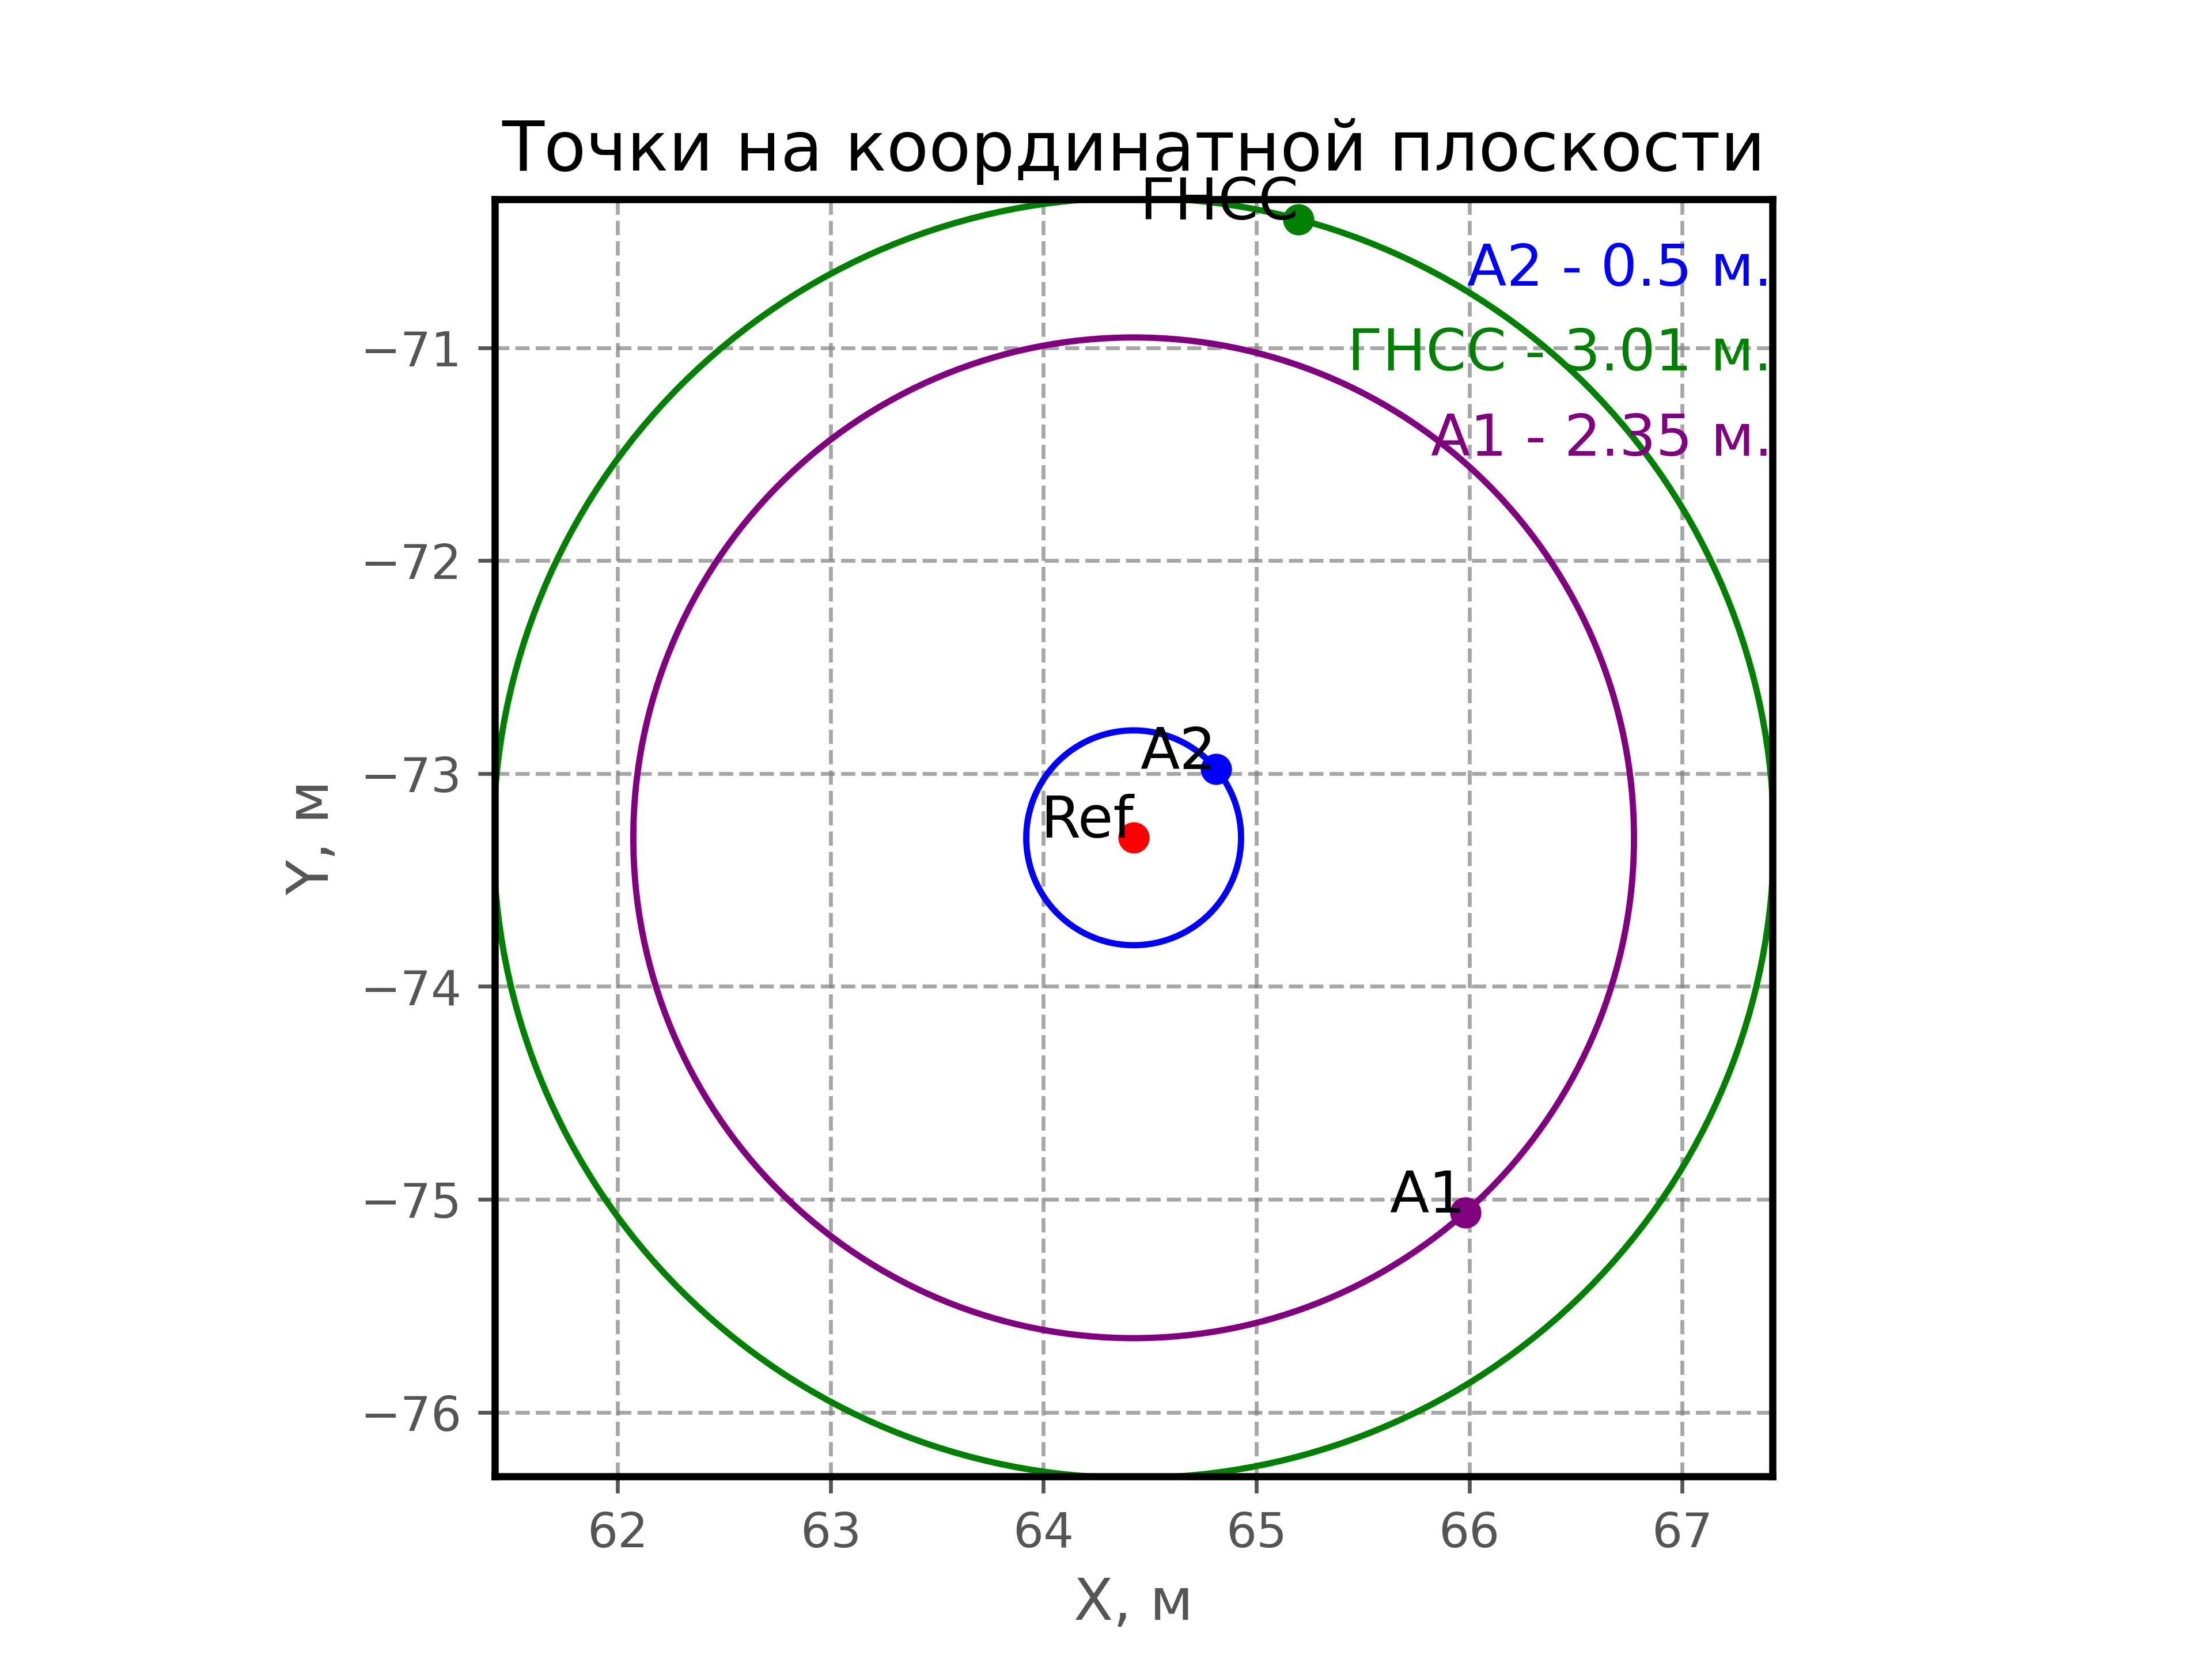 Точки на координатной плоскости
ГНСС
A2 - 0.5 м.
ГНСС - 3.01 м.
A1 - 2.35 м.
−71
−72
−73
−74
−75
−76
A2
Ref
A1
Y, м
62 63 64 65 66 67
X, м